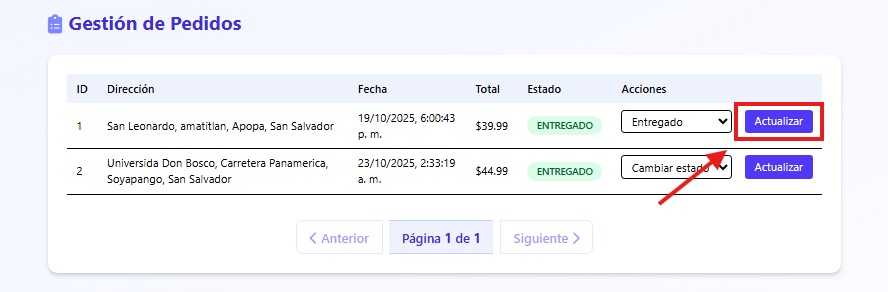 Gestión de Pedidos
ID Dirección Fecha Total Estado Acciones
1 San Leonardo, amatitlan, Apopa, San Salvador 19/10/2025, 6:00:43 p. m. $39.99 ENTREGADO Entregado Actualizar
2 Universida Don Bosco, Carretera Panamerica, Soyapango, San Salvador 23/10/2025, 2:33:19 a. m. $44.99 ENTREGADO Cambiar estado Actualizar
Anterior Página 1 de 1 Siguiente